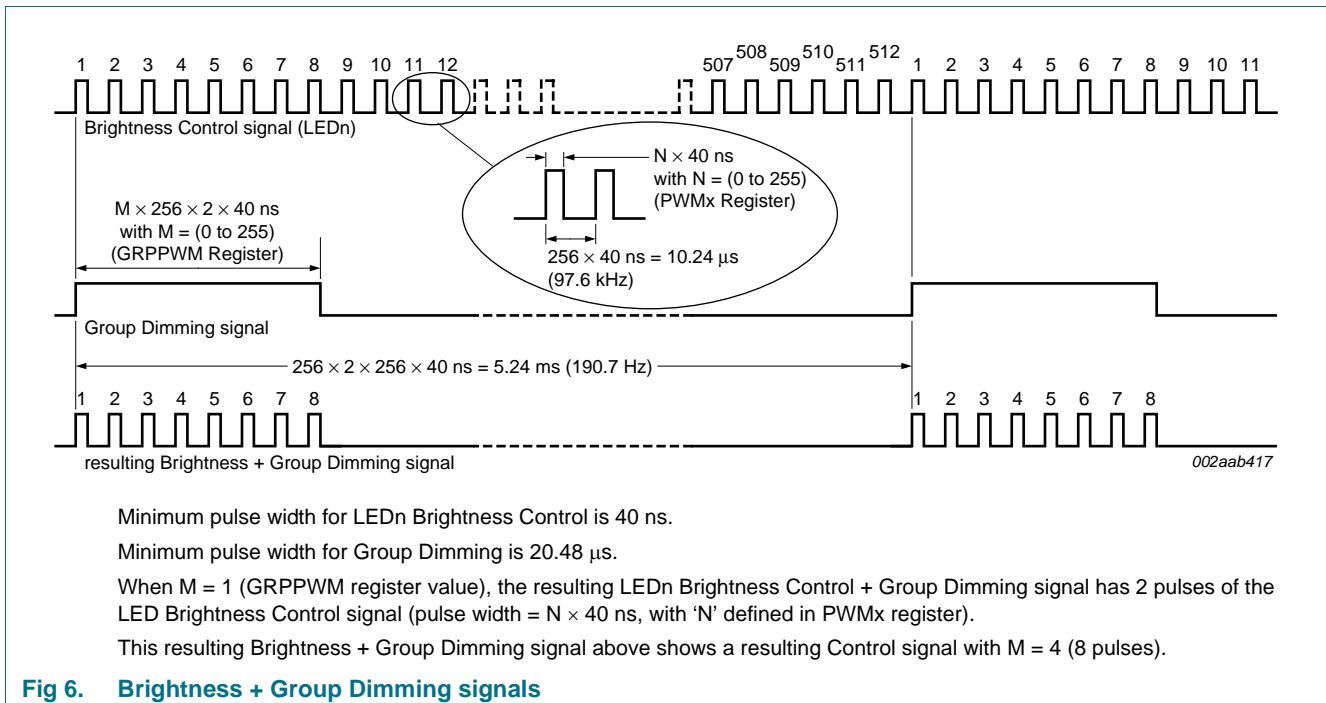 1 2 3 4 5 6 7 8 9 10 11 12 507 508 509 510 511 512 1 2 3 4 5 6 7 8 9 10 11
Brightness Control signal (LEDn)
N × 40 ns
with N = (0 to 255)
(PWMx Register)
256 × 40 ns = 10.24 μs
(97.6 kHz)
M × 256 × 2 × 40 ns
with M = (0 to 255)
(GRPPWM Register)
Group Dimming signal
256 × 2 × 256 × 40 ns = 5.24 ms (190.7 Hz)
1 2 3 4 5 6 7 8 1 2 3 4 5 6 7 8
resulting Brightness + Group Dimming signal
002aab417
Minimum pulse width for LEDn Brightness Control is 40 ns.
Minimum pulse width for Group Dimming is 20.48 μs.
When M = 1 (GRPPWM register value), the resulting LEDn Brightness Control + Group Dimming signal has 2 pulses of the
LED Brightness Control signal (pulse width = N × 40 ns, with ‘N’ defined in PWMx register).
This resulting Brightness + Group Dimming signal above shows a resulting Control signal with M = 4 (8 pulses).
Fig 6. Brightness + Group Dimming signals